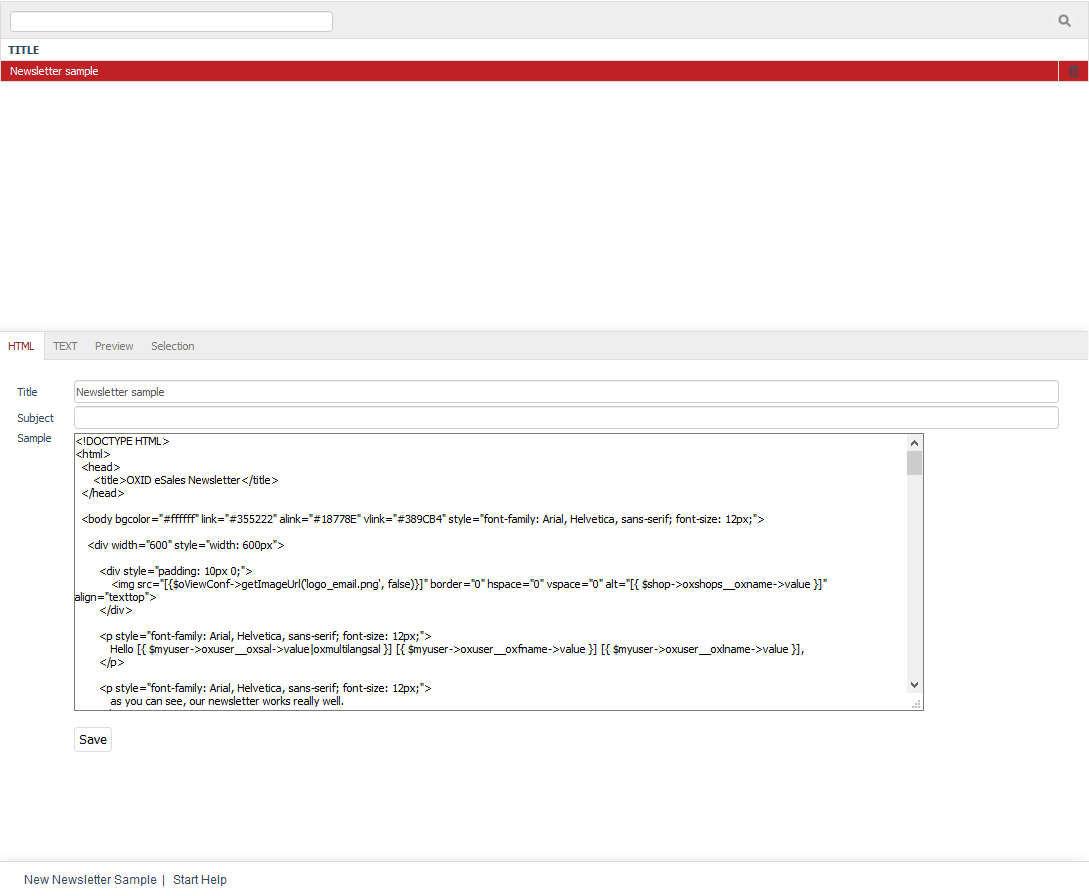 TITLE
Newsletter sample
HTML TEXT Preview Selection
Title Newsletter sample
Subject
Sample
<!DOCTYPE HTML>
<html>
<head>
<title>OXID eSales Newsletter</title>
</head>
<body bgcolor="#ffffff" link="#355222" alink="#18778E" vlink="#389CB4" style="font-family: Arial, Helvetica, sans-serif; font-size: 12px;">
<div width="600" style="width: 600px">
<div style="padding: 10px 0;">
<img src="[{$oViewConf->getImageUrl('logo_email.png', false)}]" border="0" hspace="0" vspace="0" alt="[{ $shop->oxshops__oxname->value }]"
align="texttop">
</div>
<p style="font-family: Arial, Helvetica, sans-serif; font-size: 12px;">
Hello [{ $myuser->oxuser__oxsal->value|oxmultilangsal }] [{ $myuser->oxuser__oxfname->value }] [{ $myuser->oxuser__oxlname->value }],
</p>
<p style="font-family: Arial, Helvetica, sans-serif; font-size: 12px;">
as you can see, our newsletter works really well.
Save
New Newsletter Sample | Start Help